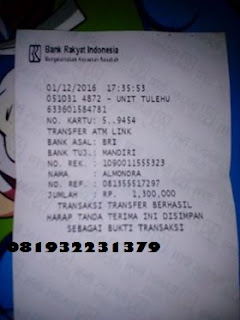 Bank Rakyat Indonesia
Mengutamakan Kepuasan Nasabah
01/12/2016 17:35:53
051031 4872 - UNIT TULEHU
633601584781
NO. KARTU: 5..9454
TRANSFER ATM LINK
BANK ASAL: BRI
BANK TUJ.: MANDIRI
NO. REK. : 1090011555323
NAMA : ALMONDRA
NO. REF. : 081355517297
JUMLAH : RP. 1,300,000
TRANSAKSI TRANSFER BERHASIL
HARAP TANDA TERIMA INI DISIMPAN
SEBAGAI BUKTI TRANSAKSI
081932231379